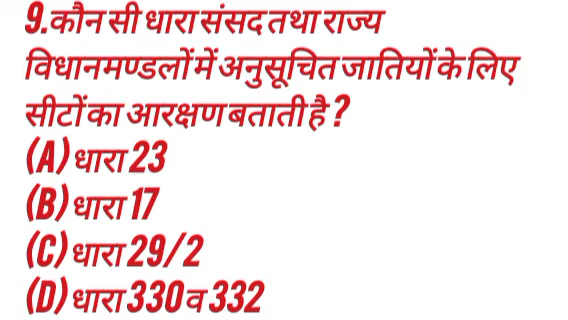 9.कौन सी धारा संसद तथा राज्य
विधानमण्डलों में अनुसूचित जातियों के लिए
सीटों का आरक्षण बताती है ?
(A) धारा 23
(B) धारा 17
(C) धारा 29/2
(D) धारा 330 व 332